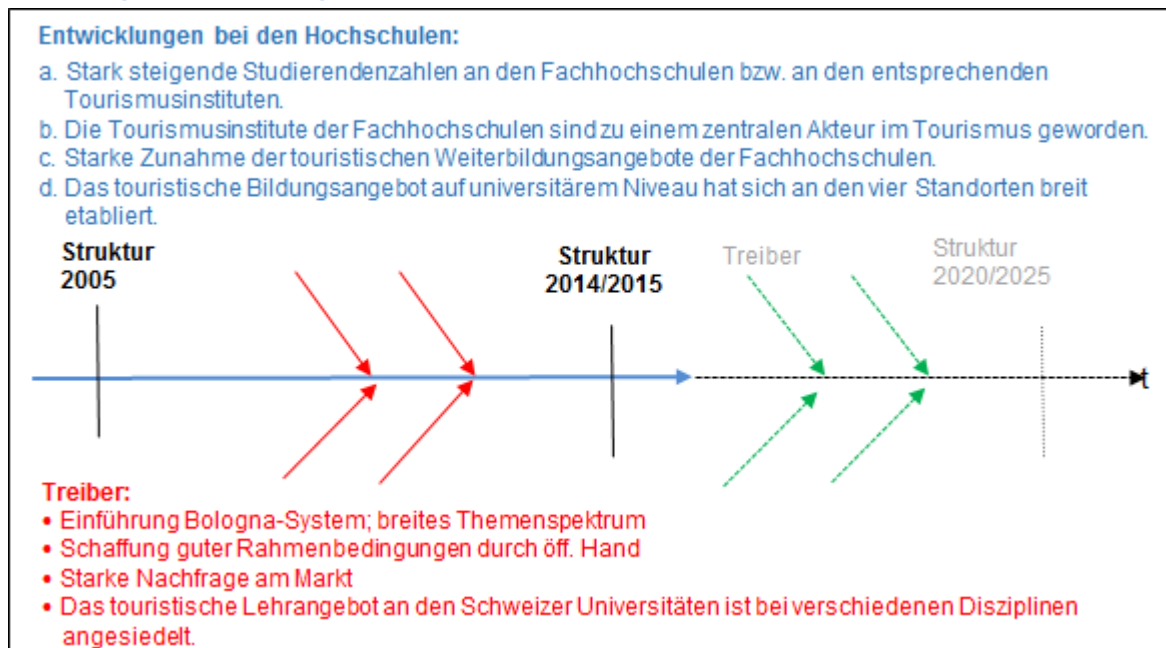 Entwicklungen bei den Hochschulen:
a. Stark steigende Studierendenzahlen an den Fachhochschulen bzw. an den entsprechenden
Tourismusinstituten.
b. Die Tourismusinstitute der Fachhochschulen sind zu einem zentralen Akteur im Tourismus geworden.
c. Starke Zunahme der touristischen Weiterbildungsangebote der Fachhochschulen.
d. Das touristische Bildungsangebot auf universitärem Niveau hat sich an den vier Standorten breit
etabliert.
Struktur
2005
Struktur
2014/2015
Treiber
Struktur
2020/2025
t
Treiber:
• Einführung Bologna-System; breites Themenspektrum
• Schaffung guter Rahmenbedingungen durch öff. Hand
• Starke Nachfrage am Markt
• Das touristische Lehrangebot an den Schweizer Universitäten ist bei verschiedenen Disziplinen
angesiedelt.